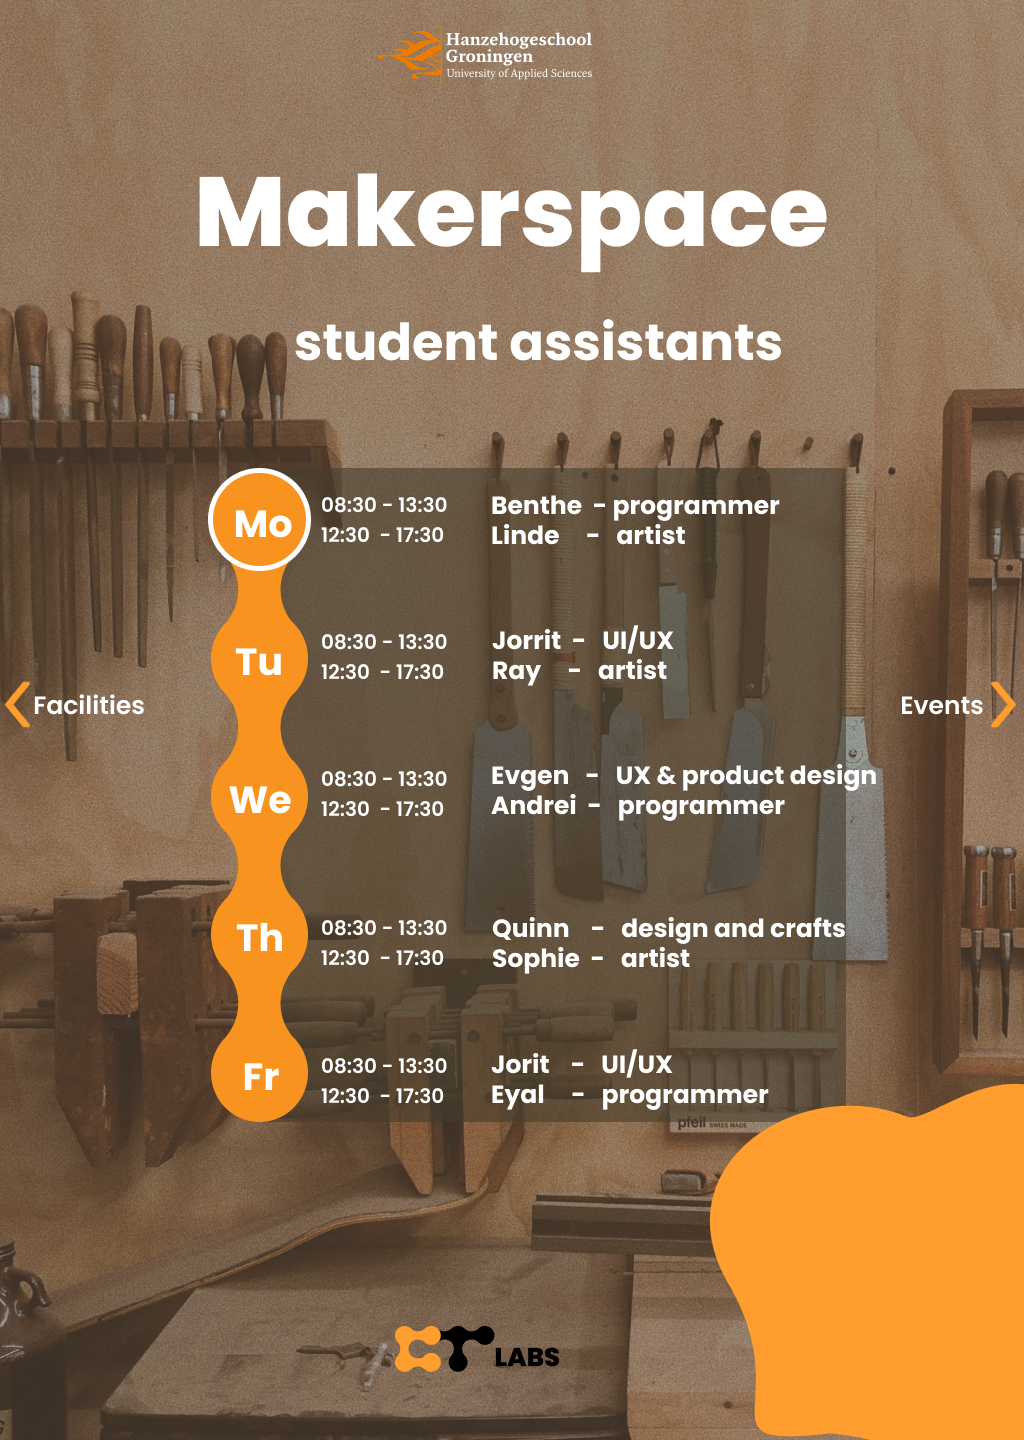 Hanzehogeschool
Groningen
University of Applied Sciences
Makerspace
student assistants
Mo
08:30 - 13:30 Benthe - programmer
12:30 - 17:30 Linde - artist
Tu
08:30 - 13:30 Jorrit - UI/UX
12:30 - 17:30 Ray - artist
Facilities
Events
We
08:30 - 13:30 Evgen - UX & product design
12:30 - 17:30 Andrei - programmer
Th
08:30 - 13:30 Quinn - design and crafts
12:30 - 17:30 Sophie - artist
Fr
08:30 - 13:30 Jorit - UI/UX
12:30 - 17:30 Eyal - programmer
pfeil SWISS MADE
CT LABS